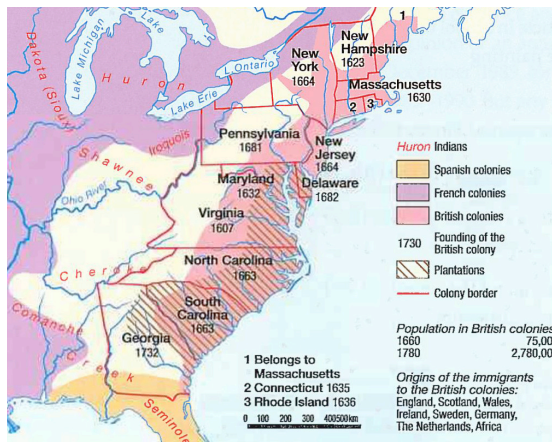 Dakota (Sioux)
Lake Michigan
Lake
Huron
L. Ontario
Lake Erie
Iroquois
Shawnee
Ohio River
Cherokee
Comanche
Creek
Seminole
New
York
1664
New
Hampshire
1623
1
Massachusetts
1630
2
3
Pennsylvania
1681
New
Jersey
1664
Maryland
1632
Delaware
1682
Virginia
1607
North Carolina
1663
South
Carolina
1663
Georgia
1732
Huron Indians
Spanish colonies
French colonies
British colonies
1730 Founding of the
British colony
Plantations
Colony border
Population in British colonies
1660 75,00
1780 2,780,00
Origins of the immigrants
to the British colonies:
England, Scotland, Wales,
Ireland, Sweden, Germany,
The Netherlands, Africa
1 Belongs to
Massachusetts
2 Connecticut 1635
3 Rhode Island 1636
0 100 200 300 400 500km